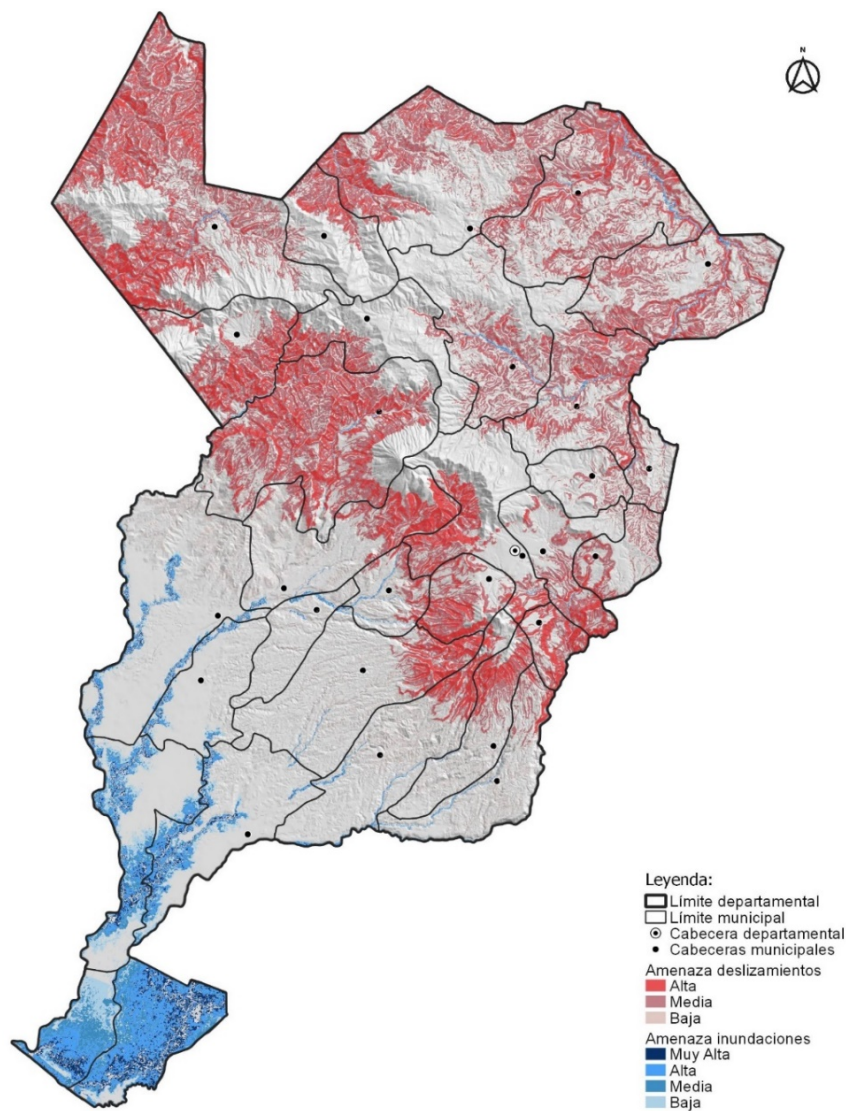 N
Leyenda:
Límite departamental
Límite municipal
Cabecera departamental
Cabeceras municipales
Amenaza deslizamientos
Alta
Media
Baja
Amenaza inundaciones
Muy Alta
Alta
Media
Baja